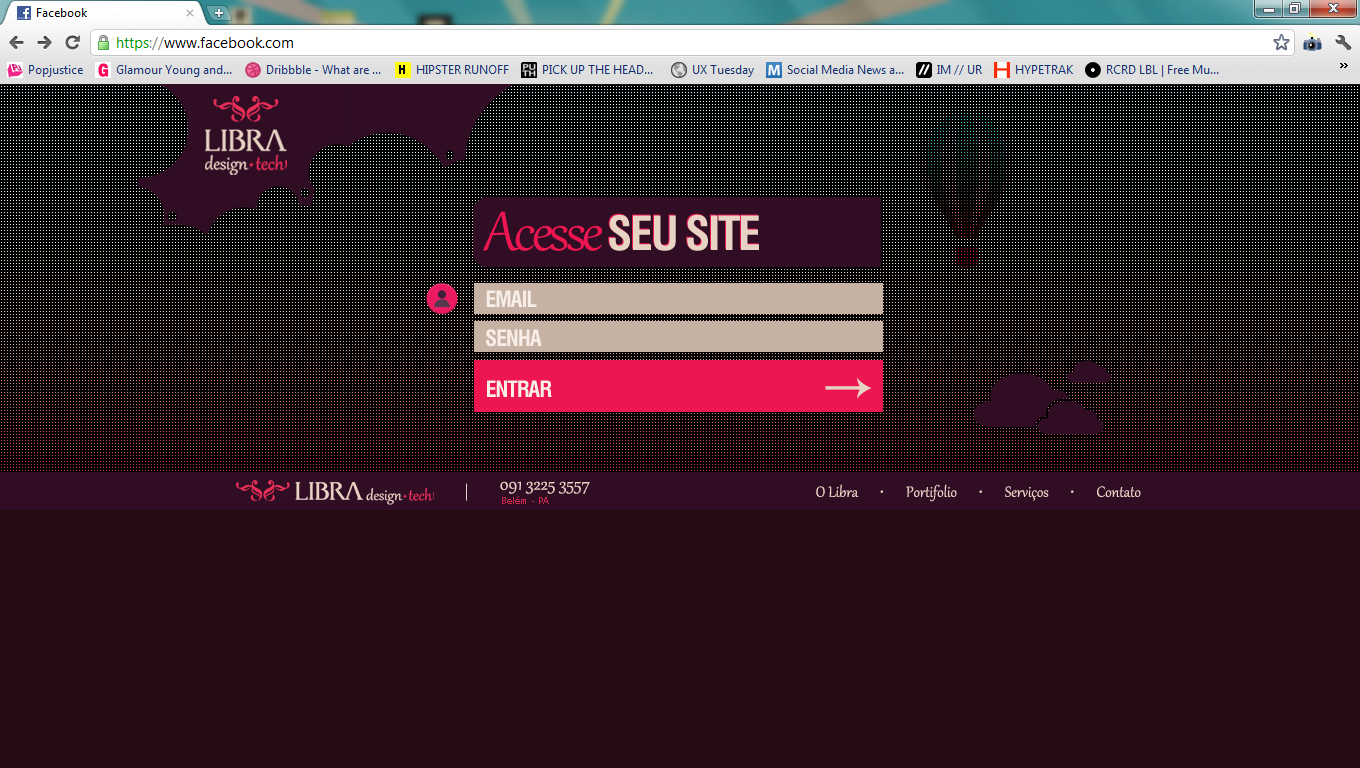 Facebook
https://www.facebook.com
Popjustice
Glamour Young and...
Dribbble - What are ...
HIPSTER RUNOFF
PICK UP THE HEAD...
UX Tuesday
Social Media News a...
IM // UR
HYPETRAK
RCRD LBL | Free Mu...
LIBRA
design·tech
Acesse SEU SITE
EMAIL
SENHA
ENTRAR
LIBRA design·tech
091 3225 3557
Belém - PA
O Libra · Portifolio · Serviços · Contato